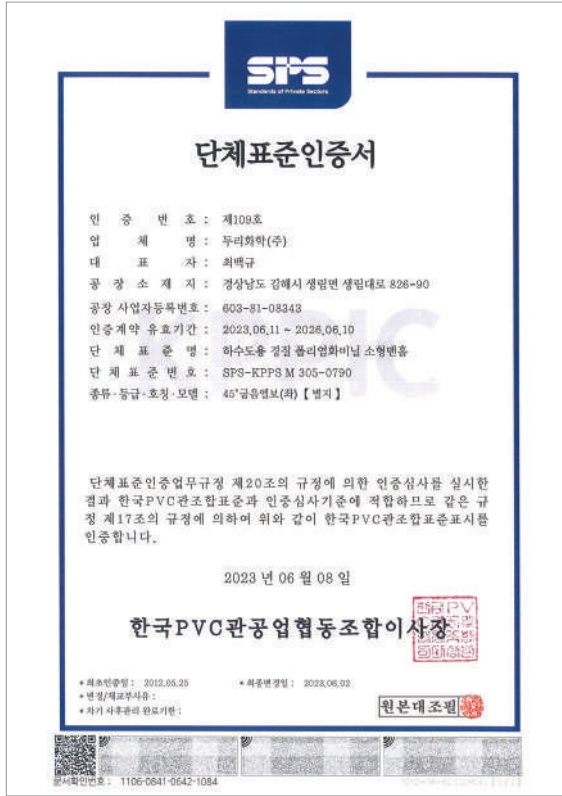 SPS
Standards of Private Sectors
단체표준인증서
인 증 번 호 : 제109호
업 체 명 : 두리화학(주)
대 표 자 : 최백규
공 장 소 재 지 : 경상남도 김해시 생림면 생림대로 826-90
공장 사업자등록번호 : 603-81-08343
인증계약 유효기간 : 2023.06.11 ~ 2026.06.10
단 체 표 준 명 : 하수도용 경질 폴리염화비닐 소형맨홀
단 체 표 준 번 호 : SPS-KPPS M 305-0790
종류·등급·호칭·모델 : 45°금음엘보(좌) 【 별지 】
단체표준인증업무규정 제20조의 규정에 의한 인증심사를 실시한
결과 한국PVC관조합표준과 인증심사기준에 적합하므로 같은 규
정 제17조의 규정에 의하여 위와 같이 한국PVC관조합표준표시를
인증합니다.
2023 년 06 월 08 일
한국PVC관공업협동조합이사장
* 최초인증일 : 2012.05.25 * 최종변경일 : 2023.06.02
* 변경/재교부사유 :
* 차기 사후관리 완료기한 :
원본대조필
문서확인번호 : 1106-0841-0642-1084